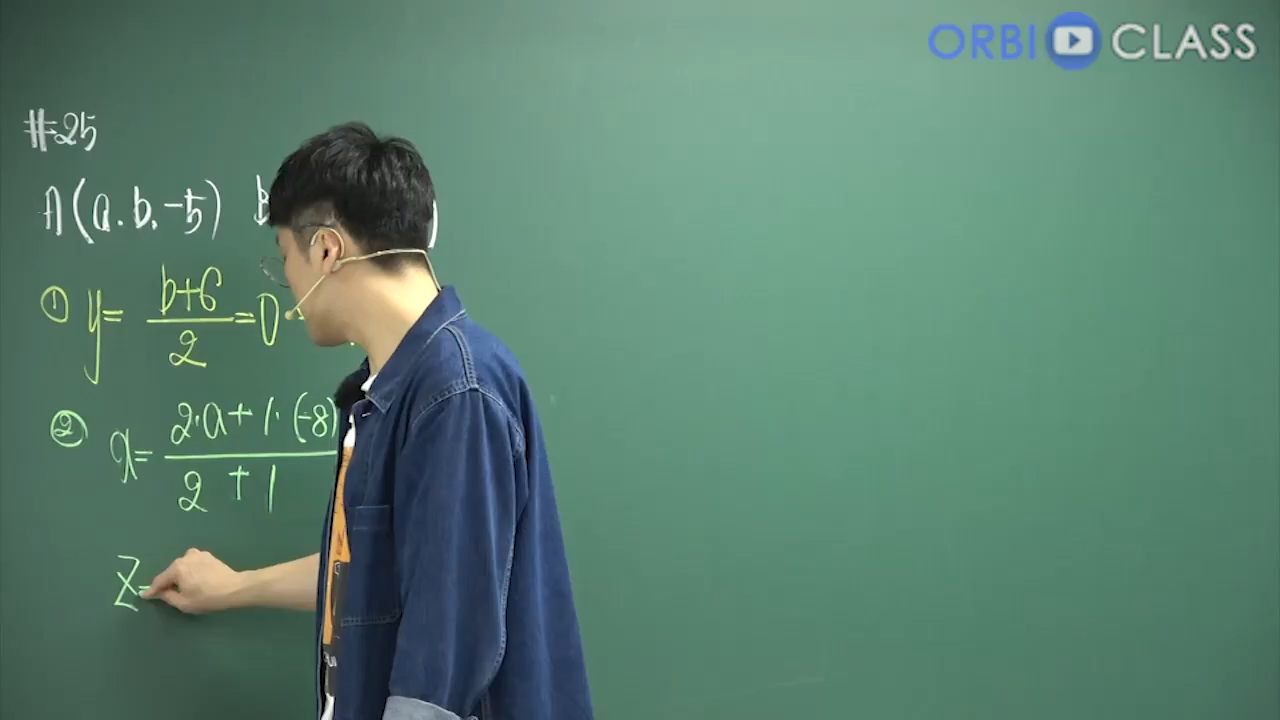 ORBI CLASS
#25
A(a, b, -5) B
① y= b+6/2 =0
② x= 2·a+1·(-8)/2+1
z=